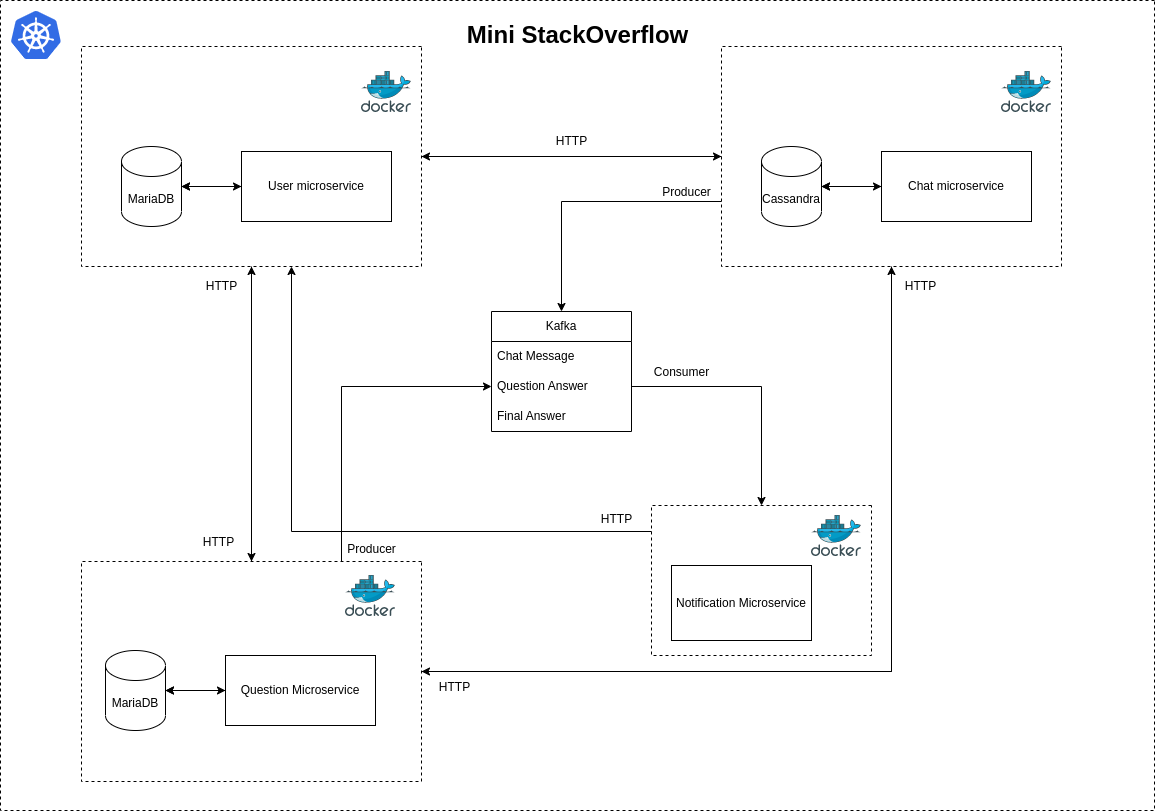 Mini StackOverflow
docker
docker
HTTP
MariaDB
User microservice
Producer
Cassandra
Chat microservice
HTTP
HTTP
Kafka
Chat Message
Question Answer
Final Answer
Consumer
HTTP
HTTP
Producer
docker
docker
Notification Microservice
HTTP
MariaDB
Question Microservice